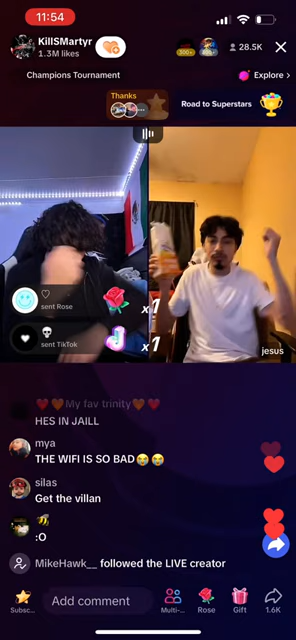 11:54
KillSMartyr
1.3M likes
28.5K
Champions Tournament
Explore >
Thanks
Road to Superstars
♡
sent Rose
x1
💀
sent TikTok
x1
jesus
❤️🧡My fav trinity🧡❤️
HES IN JAILL
mya
THE WIFI IS SO BAD😭😭
silas
Get the villan
🐝
:O
MikeHawk__ followed the LIVE creator
Add comment...
Subsc...
Multi-...
Rose
Gift
1.6K